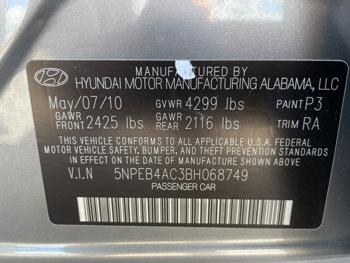 MANUFACTURED BY
HYUNDAI MOTOR MANUFACTURING ALABAMA, LLC
May/07/10 GVWR 4299 lbs PAINT P3
GAWR FRONT 2425 lbs GAWR REAR 2116 lbs TRIM RA
THIS VEHICLE CONFORMS TO ALL APPLICABLE U.S. FEDERAL MOTOR
VEHICLE SAFETY, BUMPER, AND THEFT PREVENTION STANDARDS
IN EFFECT ON THE DATE OF MANUFACTURE SHOWN ABOVE.
V.I.N 5NPEB4AC3BH068749
PASSENGER CAR